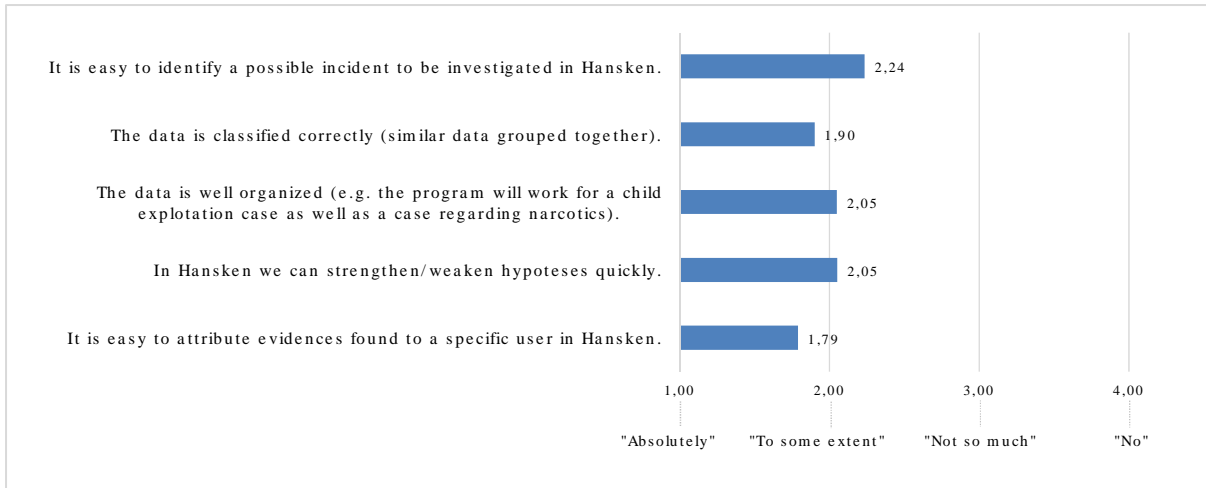 It is easy to identify a possible incident to be investigated in Hansken.
2,24
The data is classified correctly (similar data grouped together).
1,90
The data is well organized (e.g. the program will work for a child
explotation case as well as a case regarding narcotics).
2,05
In Hansken we can strengthen/weaken hypoteses quickly.
2,05
It is easy to attribute evidences found to a specific user in Hansken.
1,79
1,00 2,00 3,00 4,00
"Absolutely" "To some extent" "Not so much" "No"